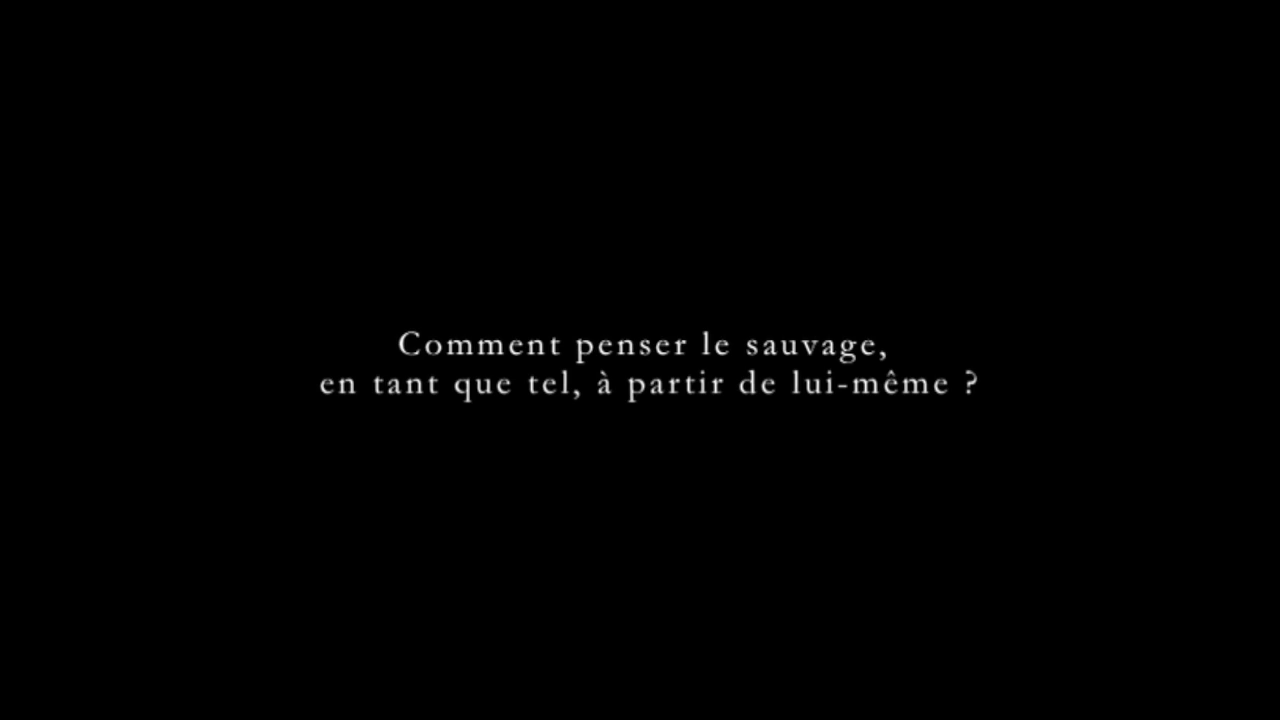 Comment penser le sauvage,
en tant que tel, à partir de lui-même ?